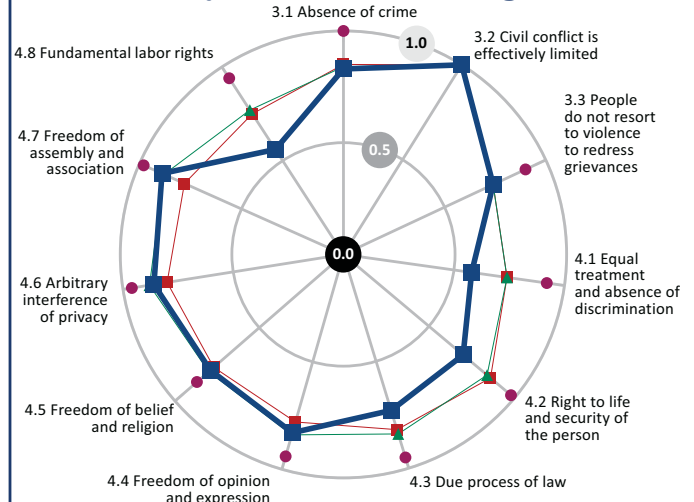 3.1 Absence of crime
1.0
3.2 Civil conflict is
effectively limited
4.8 Fundamental labor rights
3.3 People
do not resort
to violence
to redress
grievances
4.7 Freedom of
assembly and
association
0.5
0.0
4.1 Equal
treatment
and absence of
discrimination
4.6 Arbitrary
interference
of privacy
4.2 Right to life
and security of
the person
4.5 Freedom of belief
and religion
4.3 Due process of law
4.4 Freedom of opinion
and expression